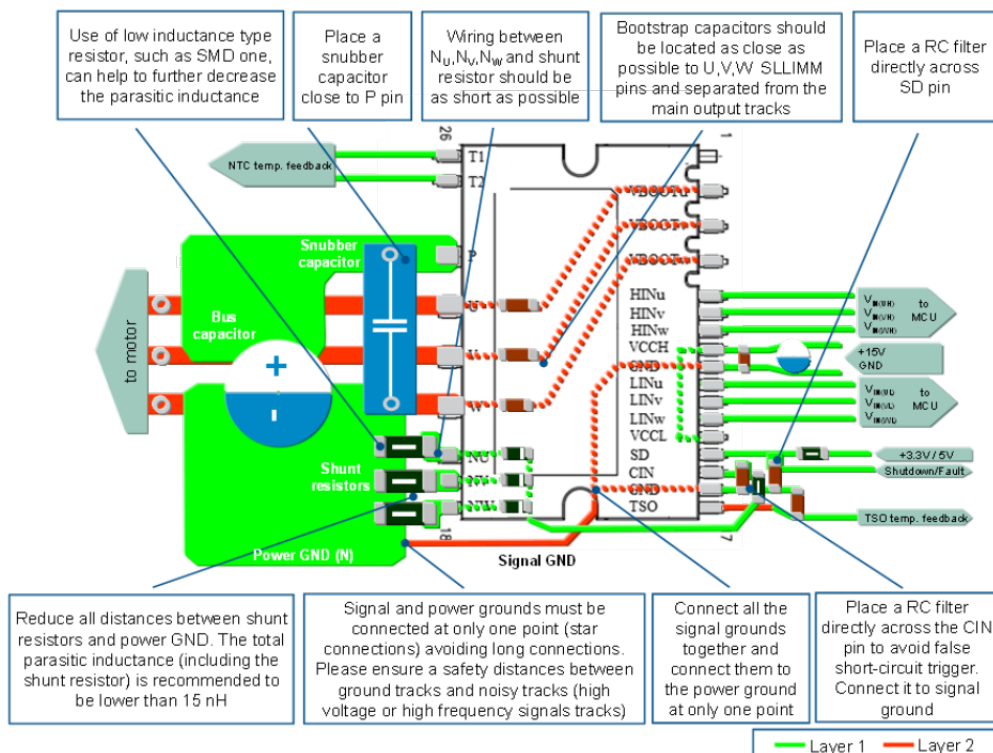 Use of low inductance type
resistor, such as SMD one,
can help to further decrease
the parasitic inductance
Place a
snubber
capacitor
close to P pin
Wiring between
NU,NV,NW and shunt
resistor should be
as short as possible
Bootstrap capacitors should
be located as close as
possible to U,V,W SLLIMM
pins and separated from the
main output tracks
Place a RC filter
directly across
SD pin
26
1
NTC temp. feedback
T1
T2
VBOOTu
VBOOT
VBOOT
Snubber
capacitor
P
Bus
capacitor
to motor
U
V
W
HINu
HINv
HINw
VCCH
GND
LINu
LINv
LINw
VCCL
SD
CIN
GND
TSO
to
MCU
+15V
GND
to
MCU
+3.3V / 5V
Shutdown/Fault
TSO temp. feedback
+
-
NU
NV
NW
Shunt
resistors
18
17
Power GND (N)
Signal GND
Reduce all distances between shunt
resistors and power GND. The total
parasitic inductance (including the
shunt resistor) is recommended to
be lower than 15 nH
Signal and power grounds must be
connected at only one point (star
connections) avoiding long connections.
Please ensure a safety distances between
ground tracks and noisy tracks (high
voltage or high frequency signals tracks)
Connect all the
signal grounds
together and
connect them to
the power ground
at only one point
Place a RC filter
directly across the CIN
pin to avoid false
short-circuit trigger.
Connect it to signal
ground
Layer 1
Layer 2